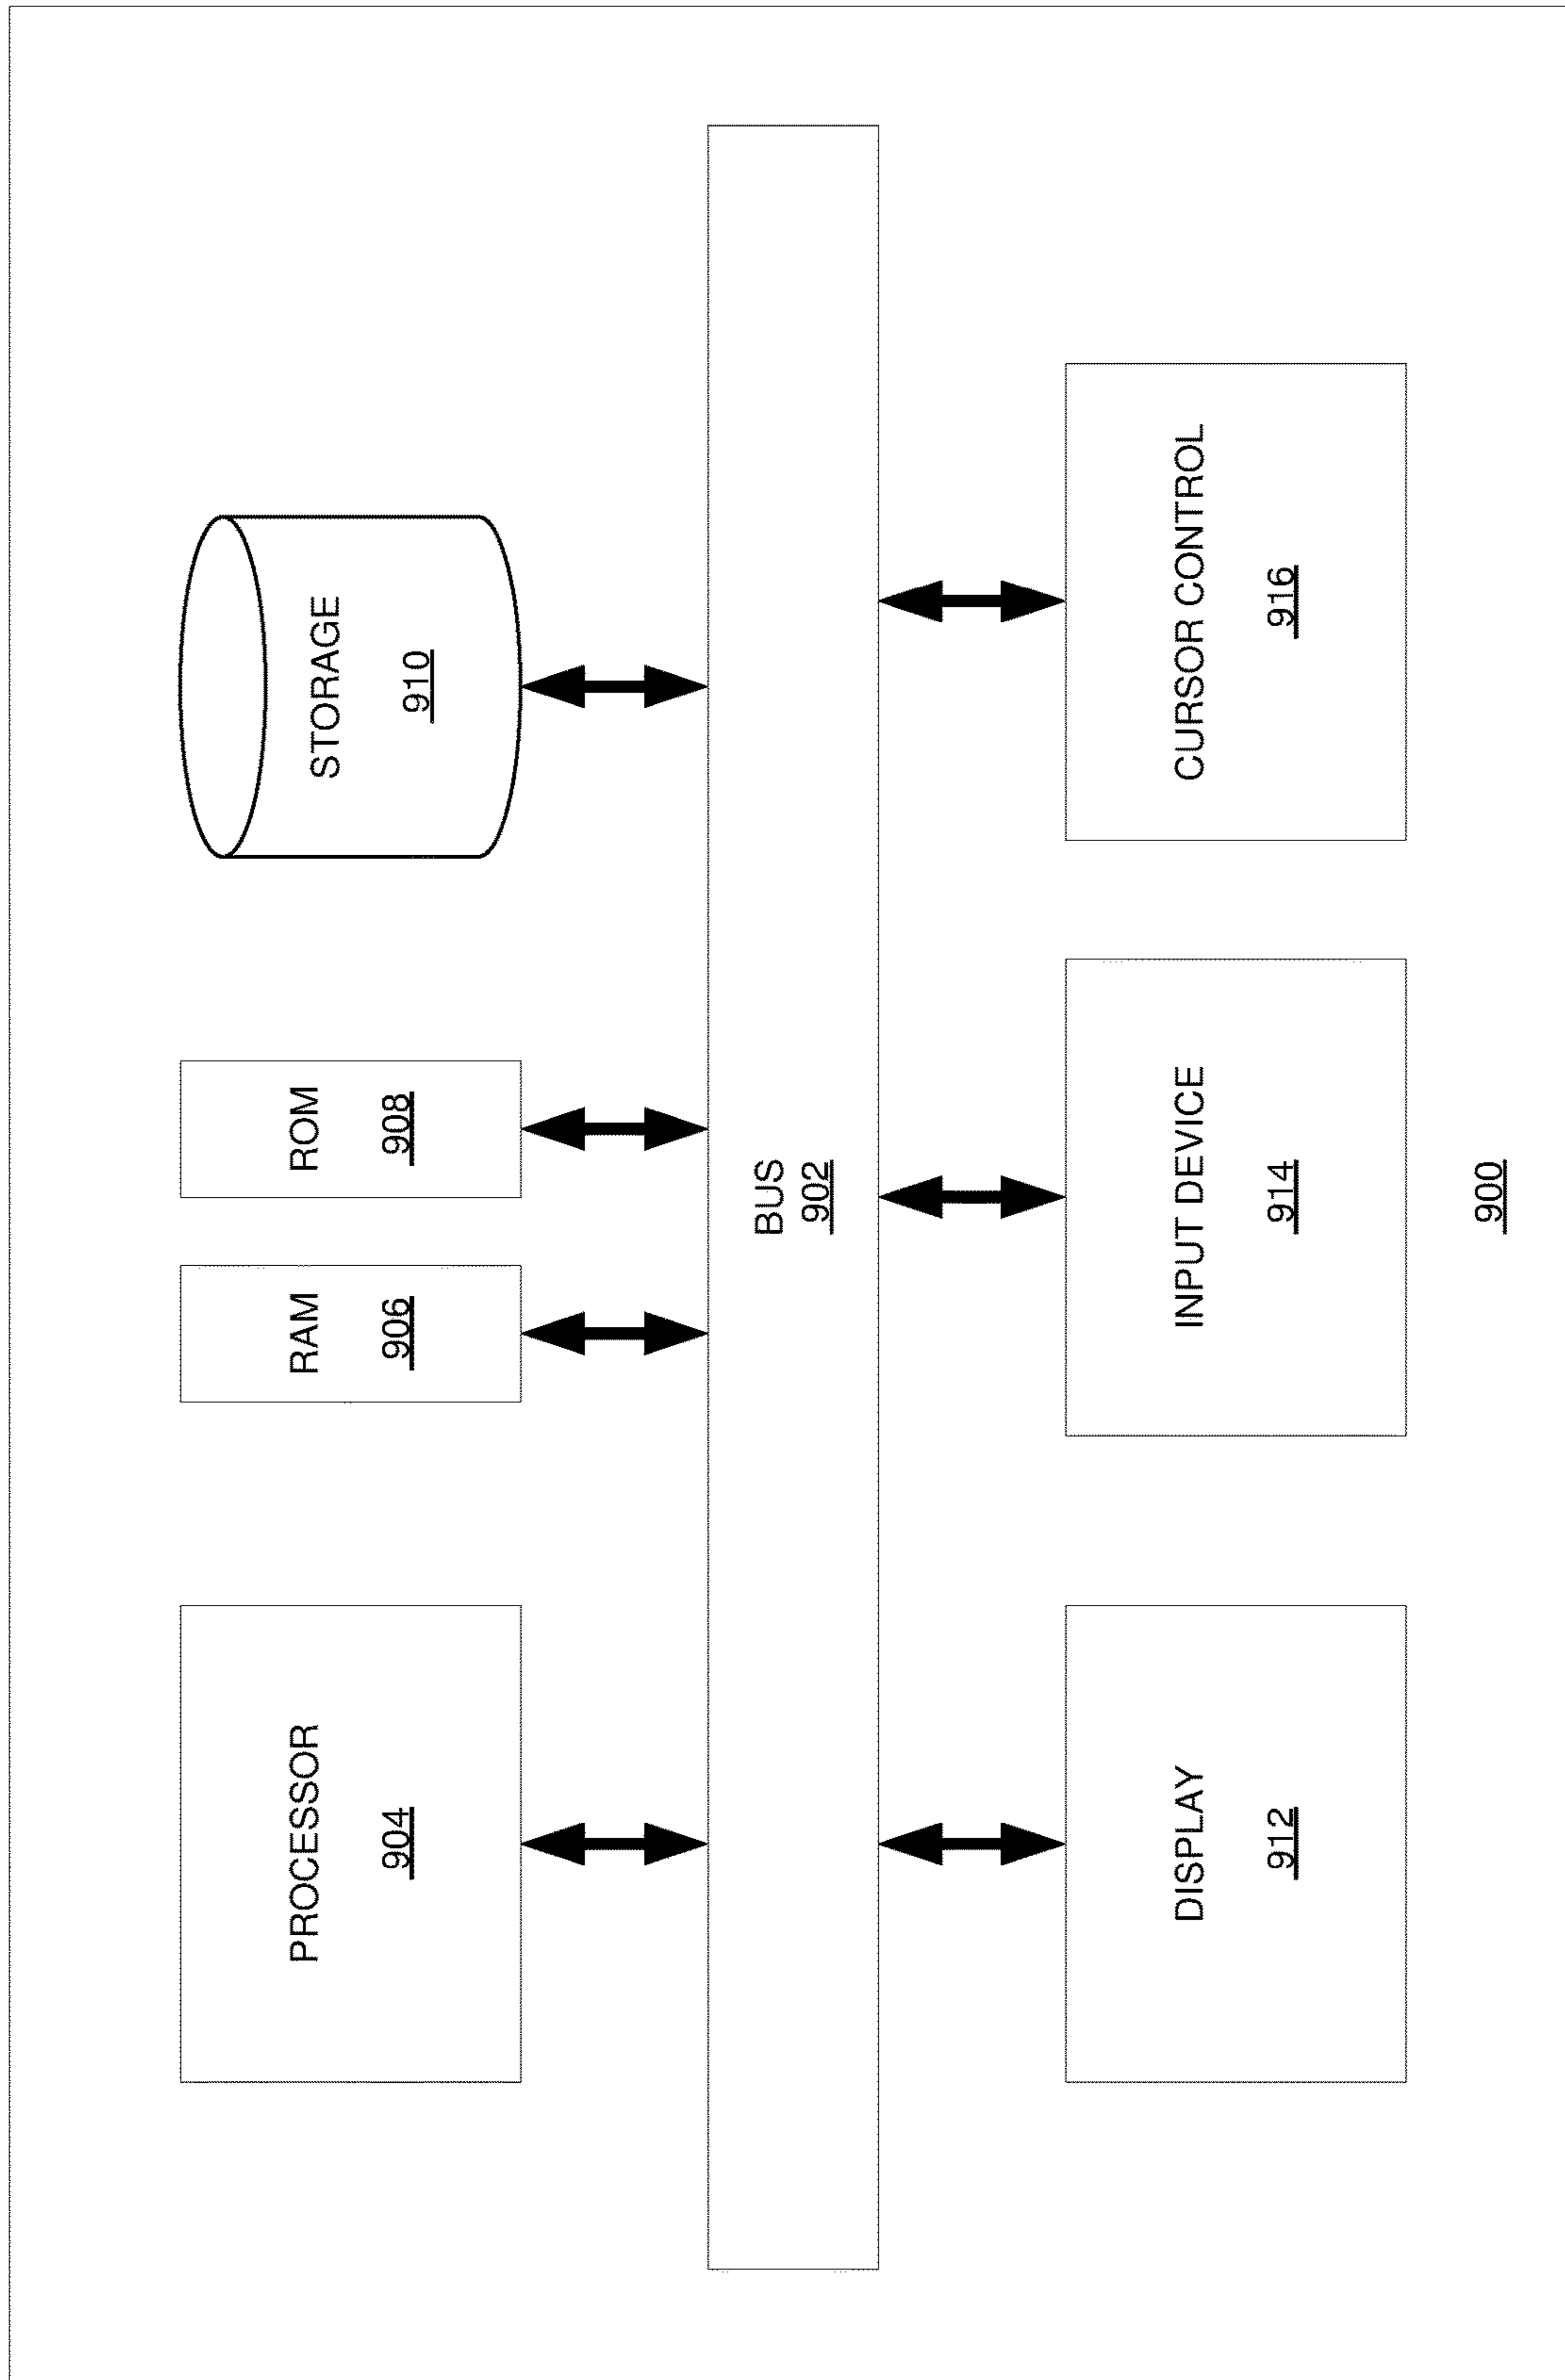 PROCESSOR
904
RAM
906
ROM
908
STORAGE
910
BUS
902
DISPLAY
912
INPUT DEVICE
914
CURSOR CONTROL
916
900